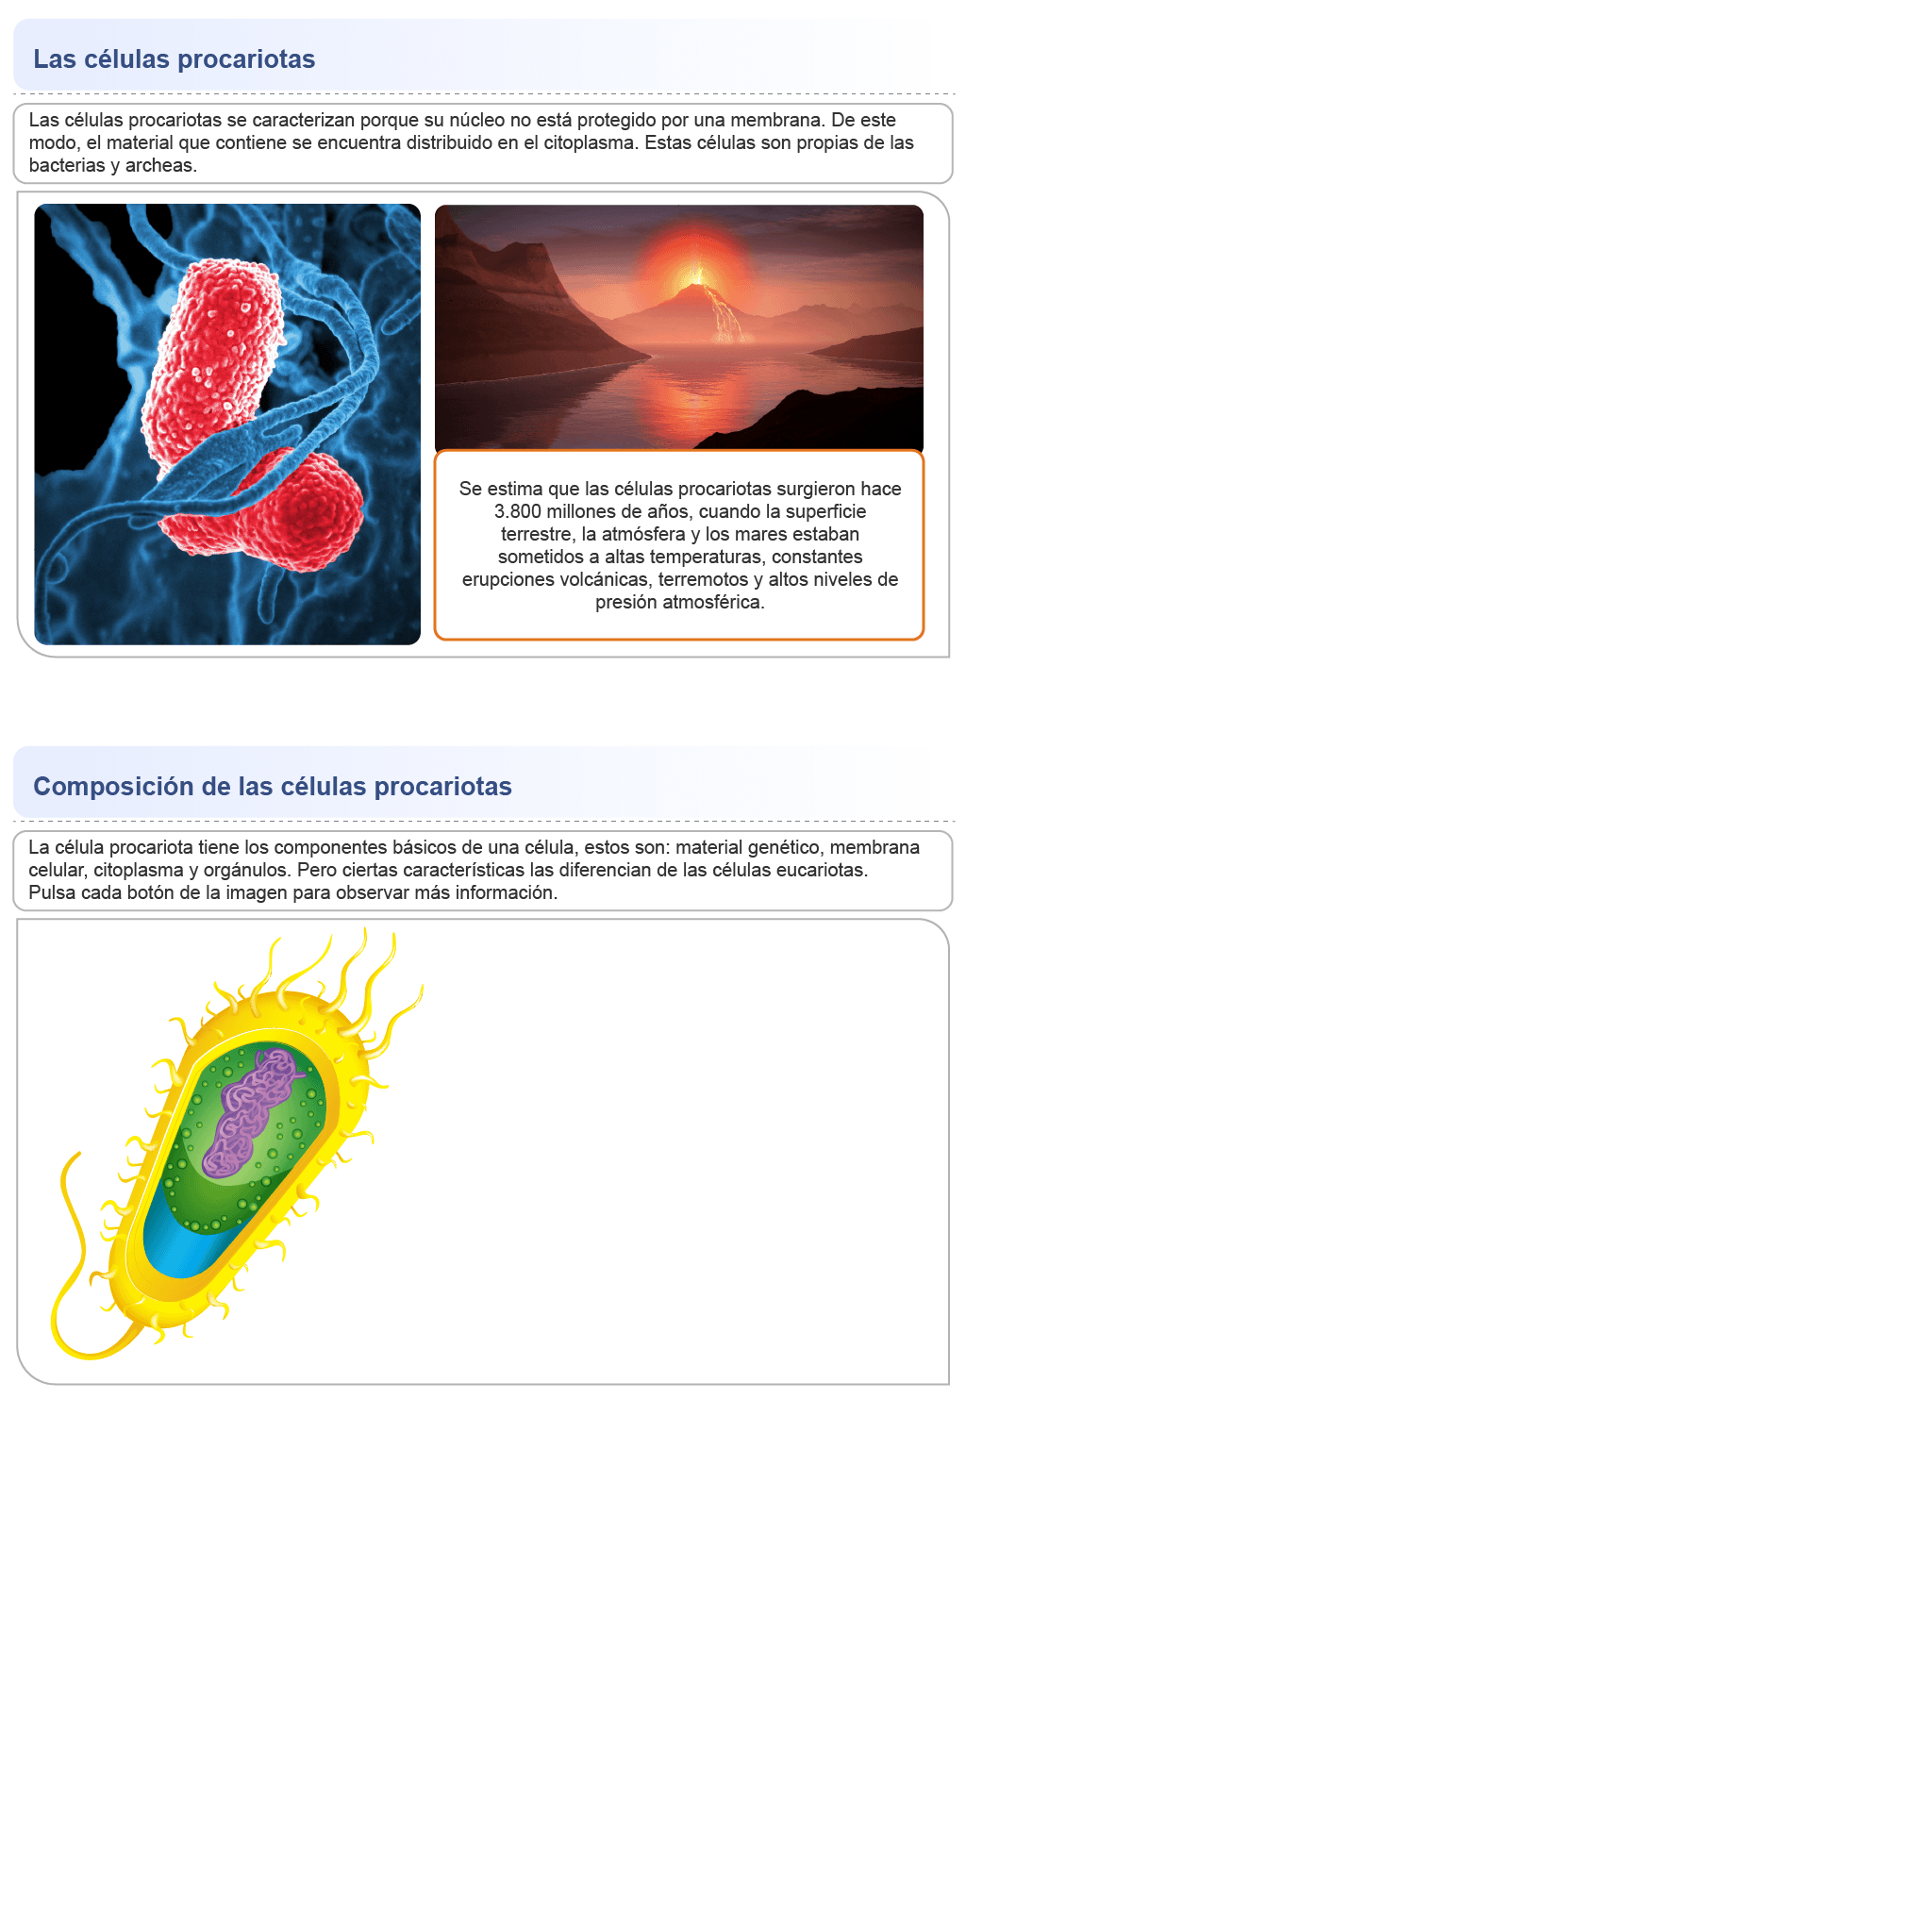 Las células procariotas
Las células procariotas se caracterizan porque su núcleo no está protegido por una membrana. De este
modo, el material que contiene se encuentra distribuido en el citoplasma. Estas células son propias de las
bacterias y archeas.
Se estima que las células procariotas surgieron hace
3.800 millones de años, cuando la superficie
terrestre, la atmósfera y los mares estaban
sometidos a altas temperaturas, constantes
erupciones volcánicas, terremotos y altos niveles de
presión atmosférica.
Composición de las células procariotas
La célula procariota tiene los componentes básicos de una célula, estos son: material genético, membrana
celular, citoplasma y orgánulos. Pero ciertas características las diferencian de las células eucariotas.
Pulsa cada botón de la imagen para observar más información.